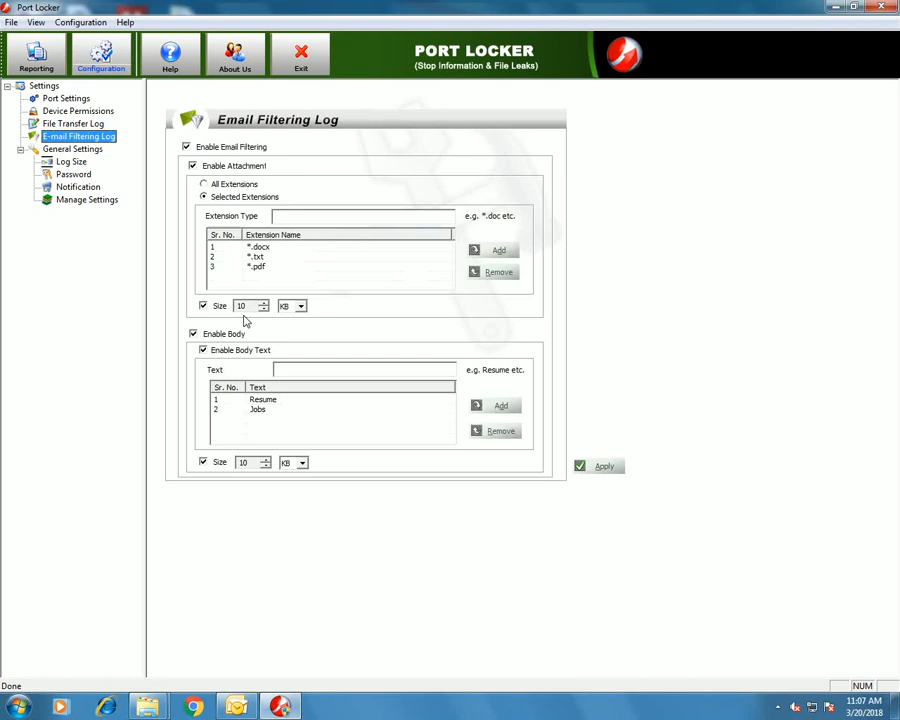 Port Locker
File View Configuration Help
Reporting Configuration Help About Us Exit
PORT LOCKER
(Stop Information & File Leaks)
Settings
Port Settings
Device Permissions
File Transfer Log
E-mail Filtering Log
General Settings
Log Size
Password
Notification
Manage Settings
Email Filtering Log
Enable Email Filtering
Enable Attachment
All Extensions
Selected Extensions
Extension Type e.g. *.doc etc.
Sr. No. Extension Name
1 *.docx
2 *.txt
3 *.pdf
Add
Remove
Size 10 KB
Enable Body
Enable Body Text
Text e.g. Resume etc.
Sr. No. Text
1 Resume
2 Jobs
Add
Remove
Size 10 KB
Apply
Done NUM
11:07 AM
3/20/2018